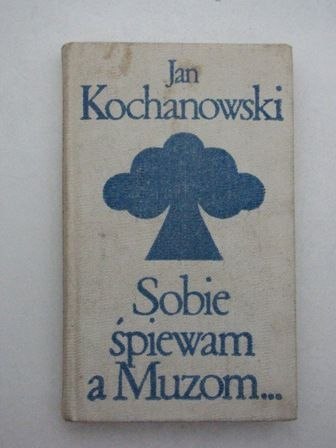 Jan
Kochanowski
Sobie
śpiewam
a Muzom...